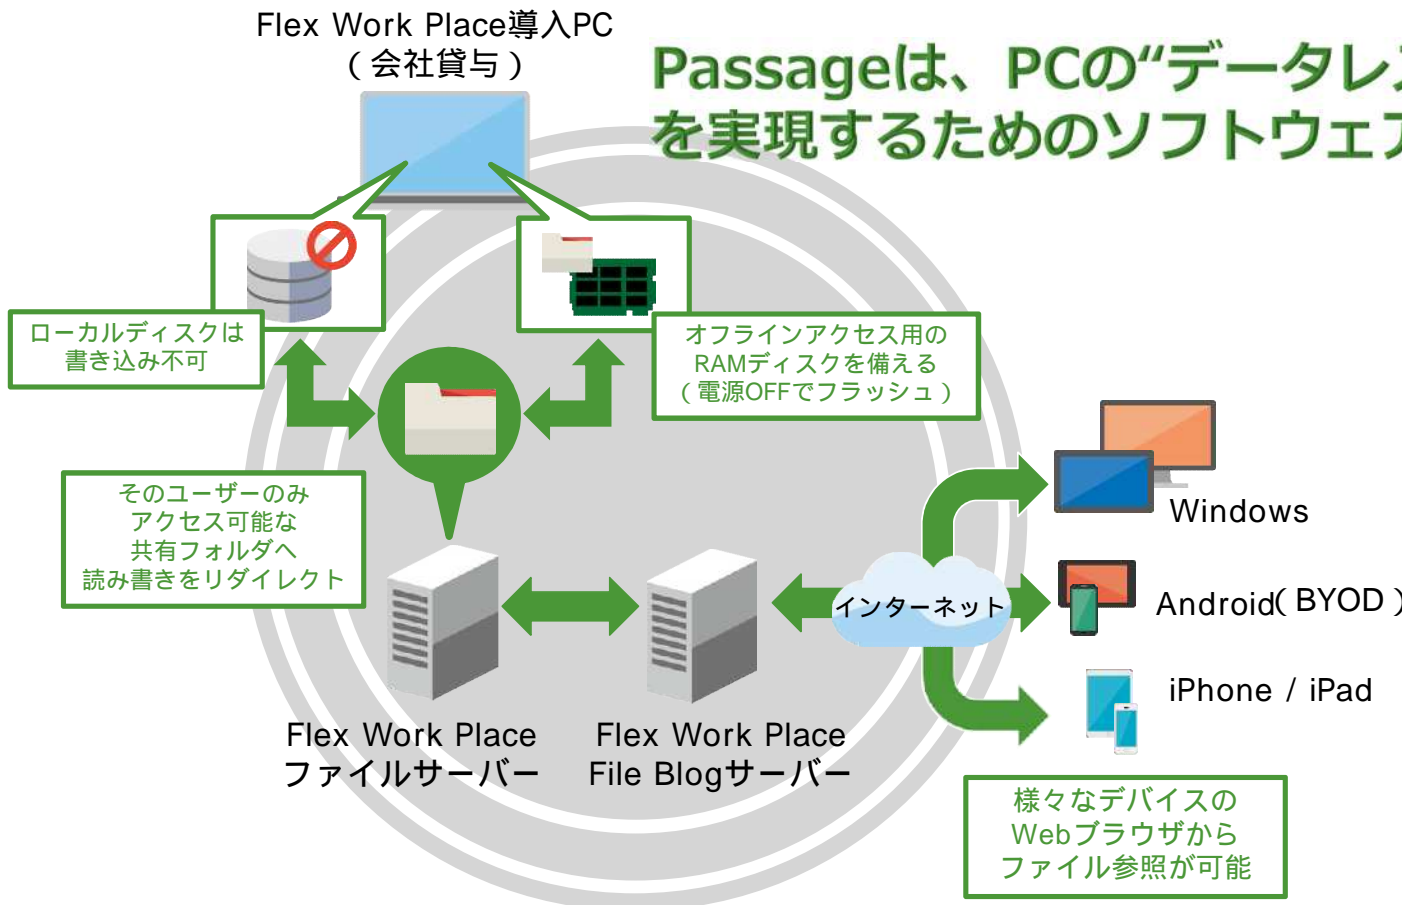 Flex Work Place導入PC
（会社貸与）
Passageは、PCの“データレス
を実現するためのソフトウェア
ローカルディスクは
書き込み不可
オフラインアクセス用の
RAMディスクを備える
（電源OFFでフラッシュ）
そのユーザーのみ
アクセス可能な
共有フォルダへ
読み書きをリダイレクト
インターネット
Windows
Android（BYOD）
iPhone / iPad
Flex Work Place
ファイルサーバー
Flex Work Place
File Blogサーバー
様々なデバイスの
Webブラウザから
ファイル参照が可能